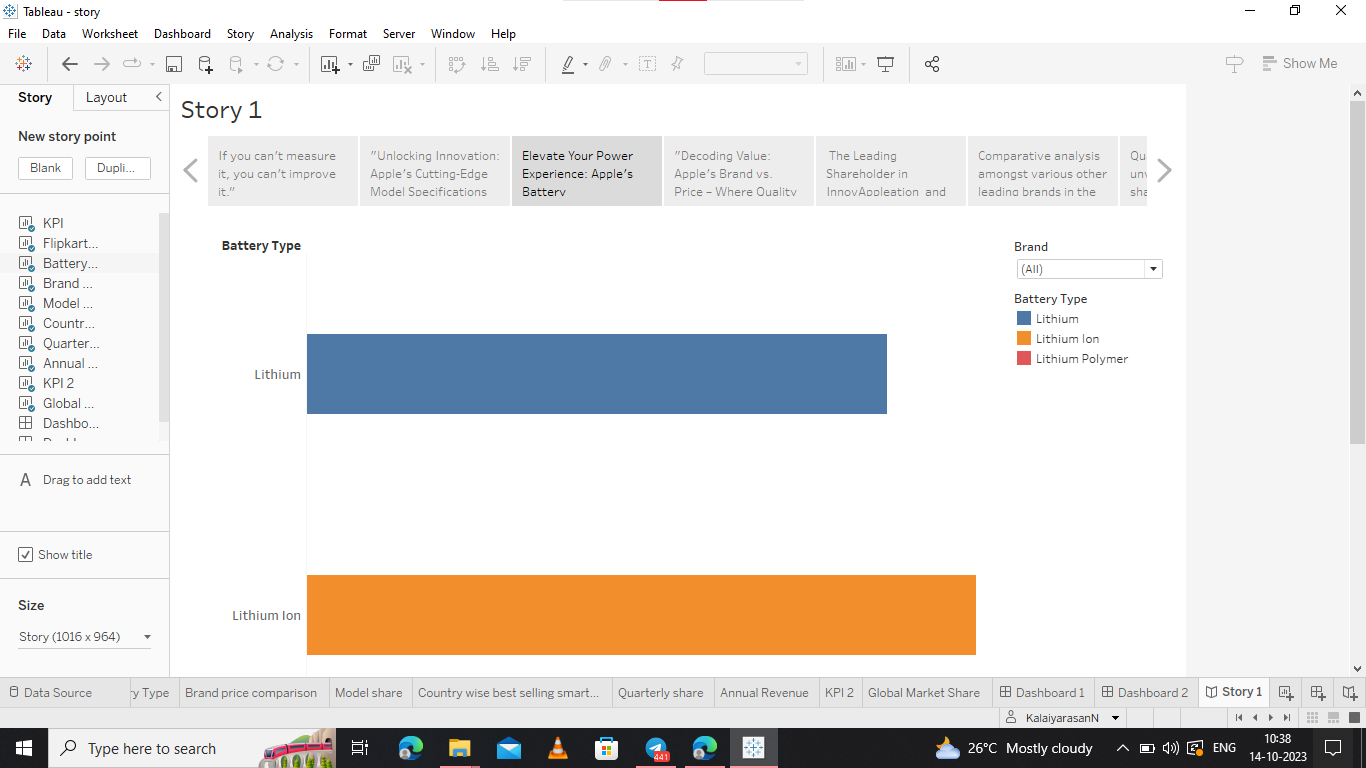 Tableau - story
File Data Worksheet Dashboard Story Analysis Format Server Window Help
Show Me
Story Layout
New story point
Blank Dupli...
KPI
Flipkart...
Battery...
Brand ...
Model ...
Countr...
Quarter...
Annual ...
KPI 2
Global ...
Dashbo...
A Drag to add text
Show title
Size
Story (1016 x 964)
Story 1
If you can't measure
it, you can't improve
it."
"Unlocking Innovation:
Apple's Cutting-Edge
Model Specifications
Elevate Your Power
Experience: Apple's
Battery
"Decoding Value:
Apple's Brand vs.
Price – Where Quality
The Leading
Shareholder in
InnovAppleation and
Comparative analysis
amongst various other
leading brands in the
Qua
unv
sha
Battery Type
Lithium
Lithium Ion
Brand
(All)
Battery Type
Lithium
Lithium Ion
Lithium Polymer
Data Source ry Type Brand price comparison Model share Country wise best selling smart... Quarterly share Annual Revenue KPI 2 Global Market Share Dashboard 1 Dashboard 2 Story 1
KalaiyarasanN
Type here to search
441
26°C Mostly cloudy
ENG
10:38
14-10-2023